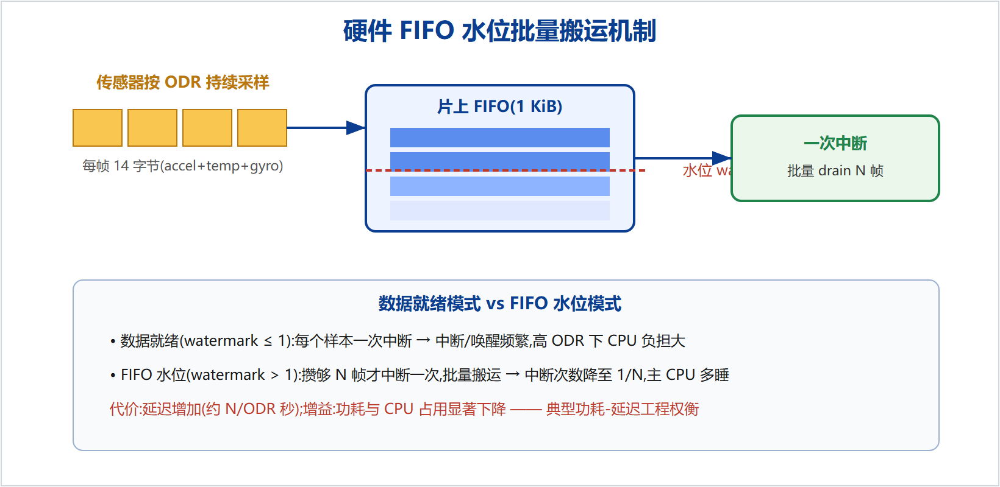 硬件 FIFO 水位批量搬运机制
传感器按 ODR 持续采样
每帧 14 字节(accel+temp+gyro)
片上 FIFO(1 KiB)
水位
一次中断
批量 drain N 帧
数据就绪模式 vs FIFO 水位模式
• 数据就绪(watermark ≤ 1):每个样本一次中断 → 中断/唤醒频繁,高 ODR 下 CPU 负担大
• FIFO 水位(watermark > 1):攒够 N 帧才中断一次,批量搬运 → 中断次数降至 1/N,主 CPU 多睡
代价:延迟增加(约 N/ODR 秒);增益:功耗与 CPU 占用显著下降 —— 典型功耗-延迟工程权衡